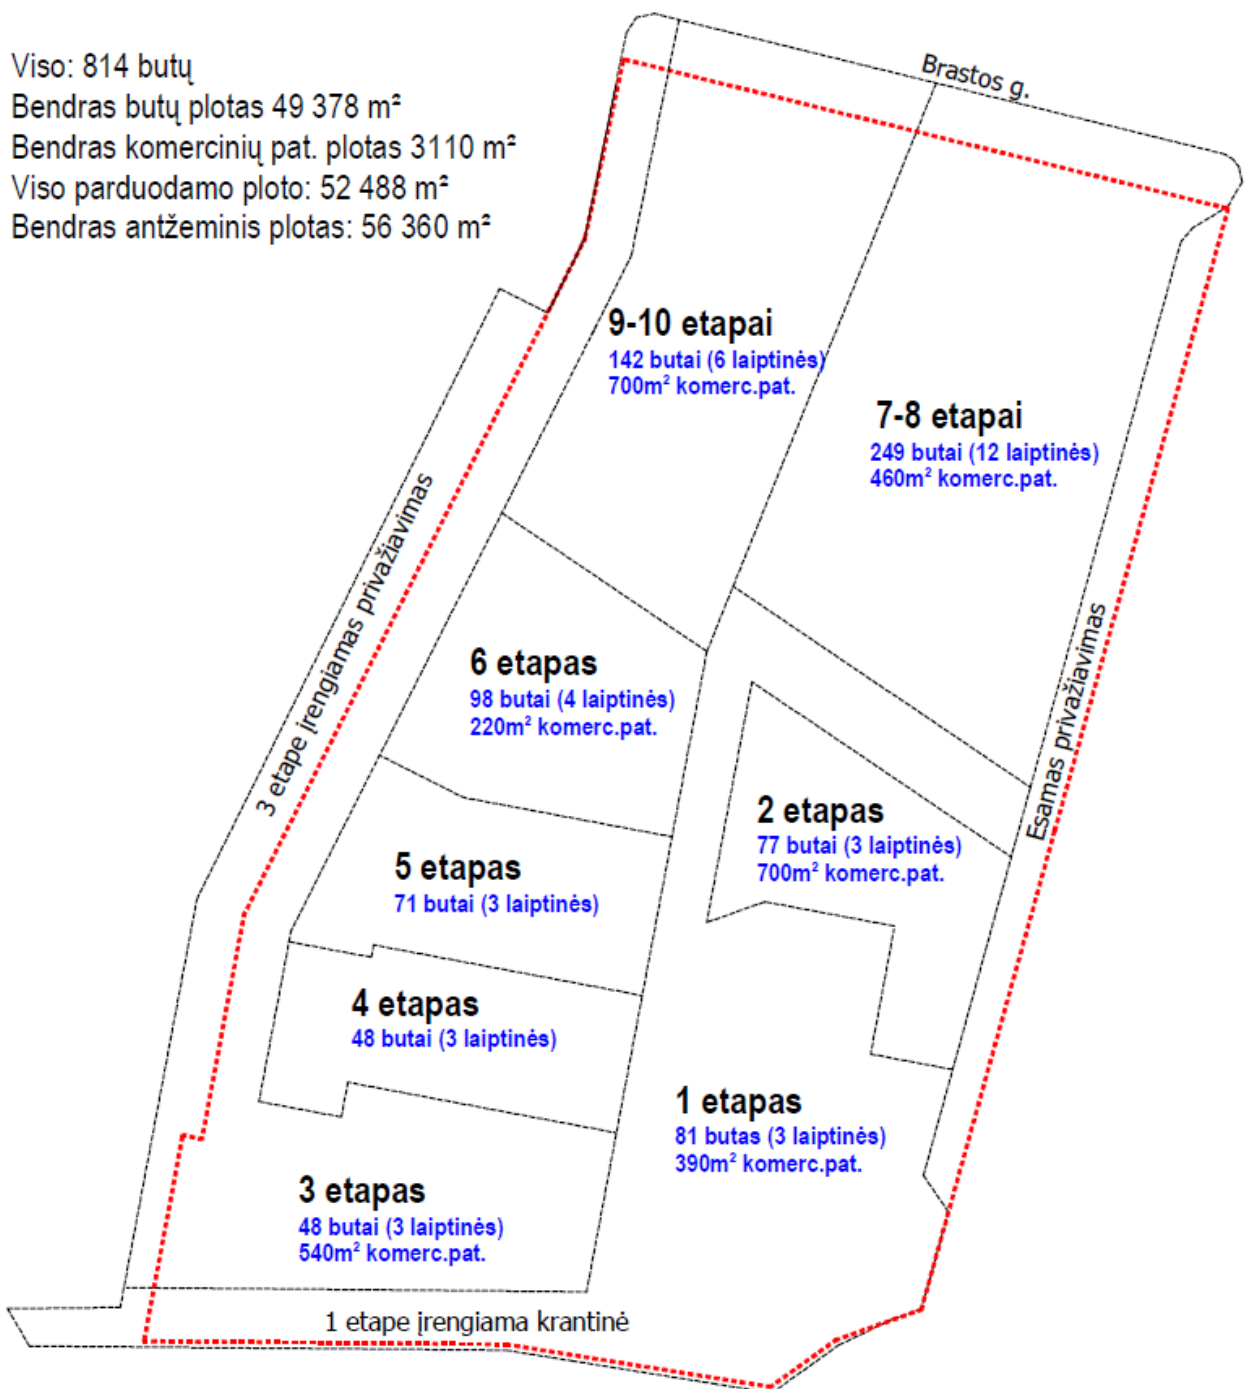 Viso: 814 butų
Bendras butų plotas 49 378 m²
Bendras komercinių pat. plotas 3110 m²
Viso parduodamo ploto: 52 488 m²
Bendras antžeminis plotas: 56 360 m²
Brastos g.
9-10 etapai
142 butai (6 laiptinės)
700m² komerc.pat.
7-8 etapai
249 butai (12 laiptinės)
460m² komerc.pat.
3 etape įrengiamas privažiavimas
Esamas privažiavimas
6 etapas
98 butai (4 laiptinės)
220m² komerc.pat.
2 etapas
77 butai (3 laiptinės)
700m² komerc.pat.
5 etapas
71 butai (3 laiptinės)
4 etapas
48 butai (3 laiptinės)
1 etapas
81 butas (3 laiptinės)
390m² komerc.pat.
3 etapas
48 butai (3 laiptinės)
540m² komerc.pat.
1 etape įrengiama krantinė